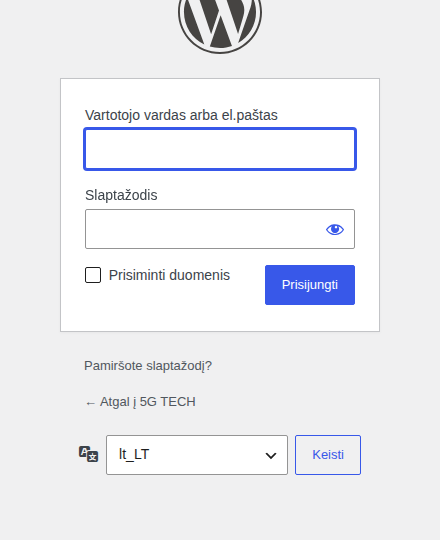 Vartotojo vardas arba el.paštas
Slaptažodis
Prisiminti duomenis
Prisijungti
Pamiršote slaptažodį?
← Atgal į 5G TECH
lt_LT
Keisti